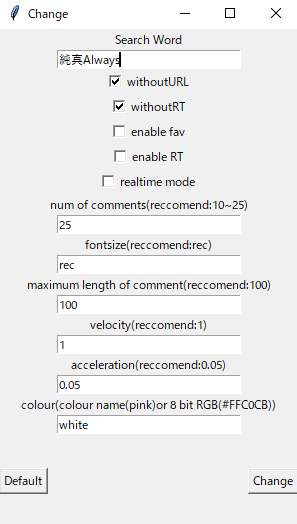 Change
Search Word
純真Always
withoutURL
withoutRT
enable fav
enable RT
realtime mode
num of comments(reccomend:10~25)
25
fontsize(reccomend:rec)
rec
maximum length of comment(reccomend:100)
100
velocity(reccomend:1)
1
acceleration(reccomend:0.05)
0.05
colour(colour name(pink)or 8 bit RGB(#FFC0CB))
white
Default Change